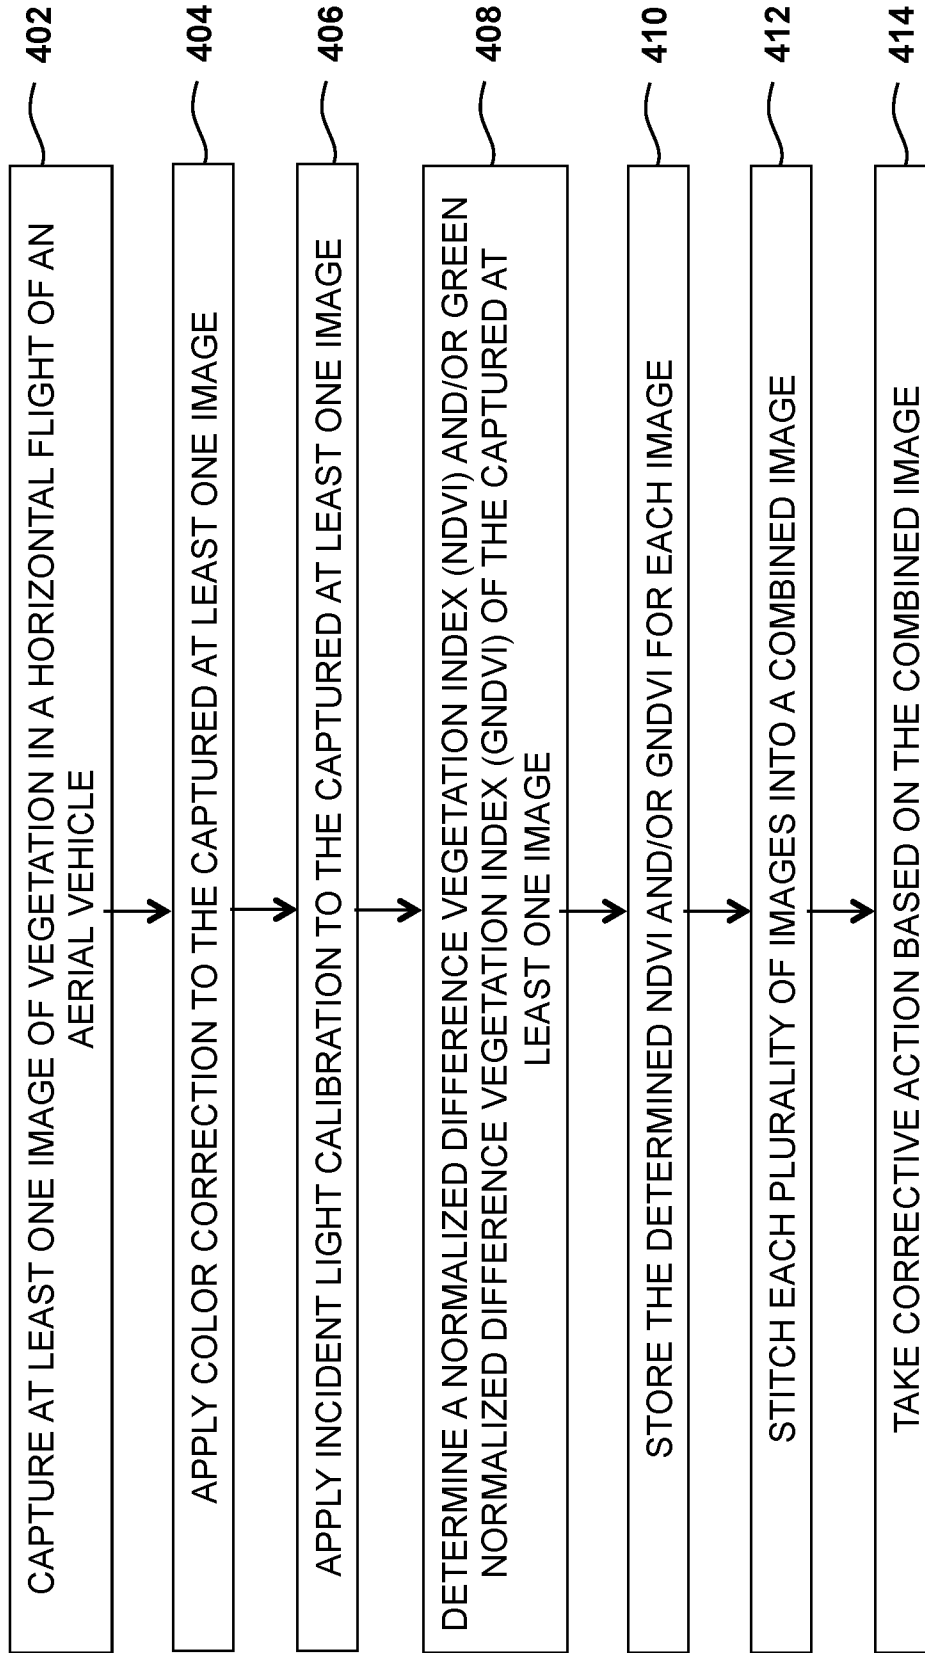 CAPTURE AT LEAST ONE IMAGE OF VEGETATION IN A HORIZONTAL FLIGHT OF AN
AERIAL VEHICLE
402
APPLY COLOR CORRECTION TO THE CAPTURED AT LEAST ONE IMAGE
404
APPLY INCIDENT LIGHT CALIBRATION TO THE CAPTURED AT LEAST ONE IMAGE
406
DETERMINE A NORMALIZED DIFFERENCE VEGETATION INDEX (NDVI) AND/OR GREEN
NORMALIZED DIFFERENCE VEGETATION INDEX (GNDVI) OF THE CAPTURED AT
LEAST ONE IMAGE
408
STORE THE DETERMINED NDVI AND/OR GNDVI FOR EACH IMAGE
410
STITCH EACH PLURALITY OF IMAGES INTO A COMBINED IMAGE
412
TAKE CORRECTIVE ACTION BASED ON THE COMBINED IMAGE
414